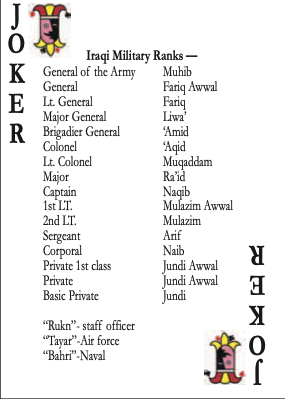 JOKER
Iraqi Military Ranks —
General of the Army Muhib
General Fariq Awwal
Lt. General Fariq
Major General Liwa’
Brigadier General ‘Amid
Colonel ‘Aqid
Lt. Colonel Muqaddam
Major Ra’id
Captain Naqib
1st LT. Mulazim Awwal
2nd LT. Mulazim
Sergeant Arif
Corporal Naib
Private 1st class Jundi Awwal
Private Jundi Awwal
Basic Private Jundi
“Rukn”- staff officer
“Tayar”-Air force
“Bahri”-Naval
JOKER